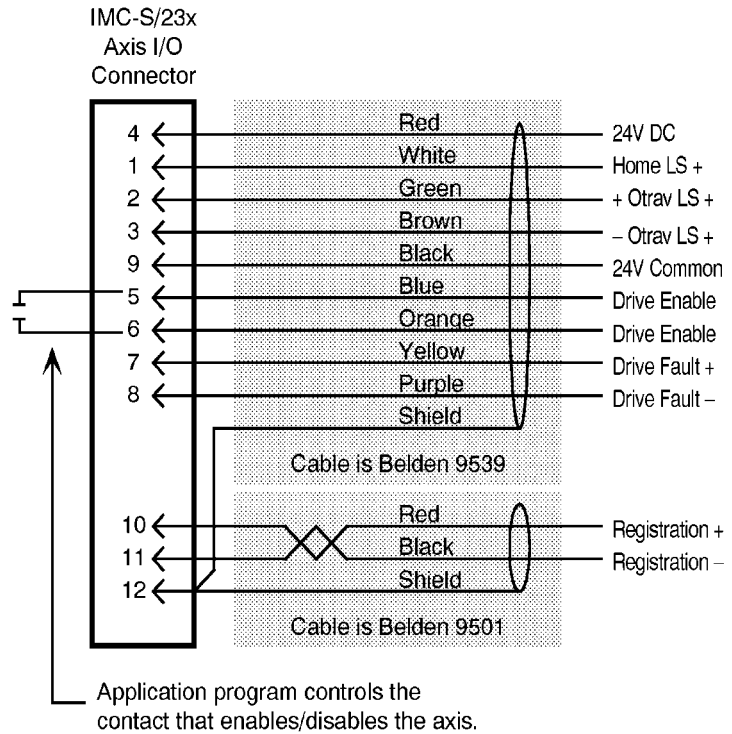 IMC-S/23x
Axis I/O
Connector
4 Red 24V DC
1 White Home LS +
2 Green + Otrav LS +
3 Brown – Otrav LS +
9 Black 24V Common
5 Blue Drive Enable
6 Orange Drive Enable
7 Yellow Drive Fault +
8 Purple Drive Fault –
Shield
Cable is Belden 9539
10 Red Registration +
11 Black Registration –
12 Shield
Cable is Belden 9501
Application program controls the
contact that enables/disables the axis.